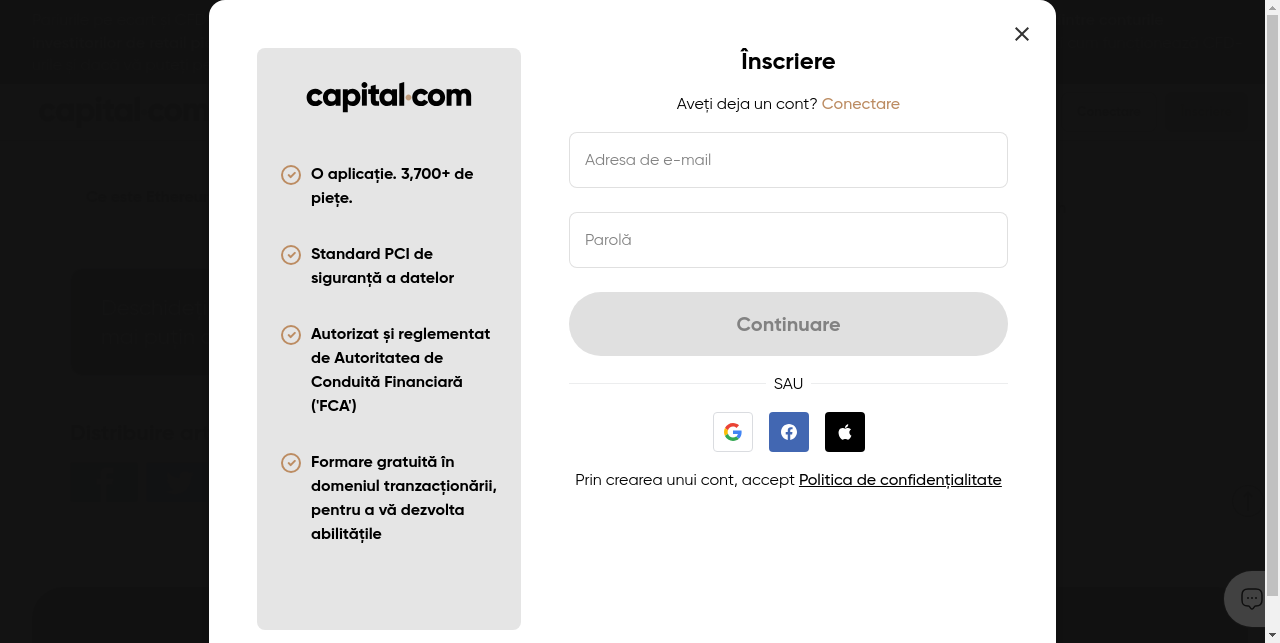 capital.com
O aplicație. 3,700+ de
piețe.
Standard PCI de
siguranță a datelor
Autorizat și reglementat
de Autoritatea de
Conduită Financiară
('FCA')
Formare gratuită în
domeniul tranzacționării,
pentru a vă dezvolta
abilitățile
Înscriere
Aveți deja un cont? Conectare
Adresa de e-mail
Parolă
Continuare
SAU
Prin crearea unui cont, accept Politica de confidențialitate